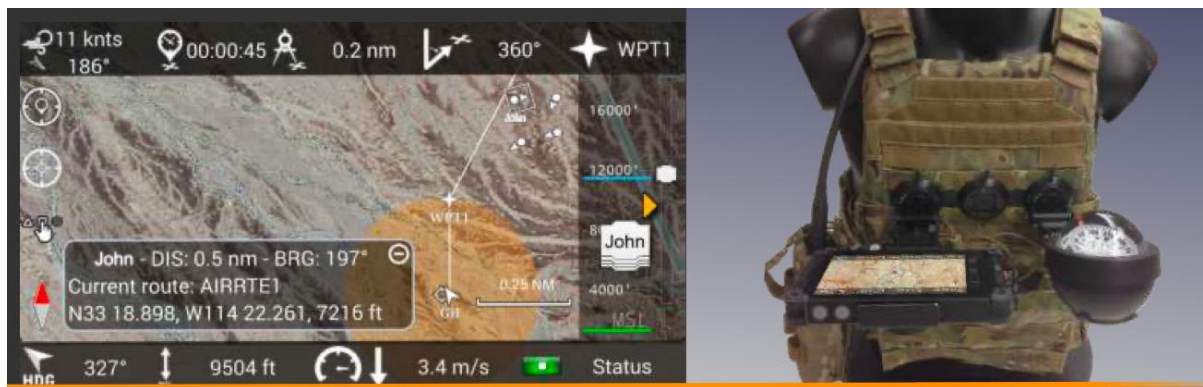 11 knts
186°
00:00:45
0.2 nm
360°
WPT1
John
16000'
12000'
WPT1
John
4000'
John - DIS: 0.5 nm - BRG: 197°
Current route: AIRRTE1
N33 18.898, W114 22.261, 7216 ft
0.25 NM
GH
MSL
HDG 327°
9504 ft
3.4 m/s
Status